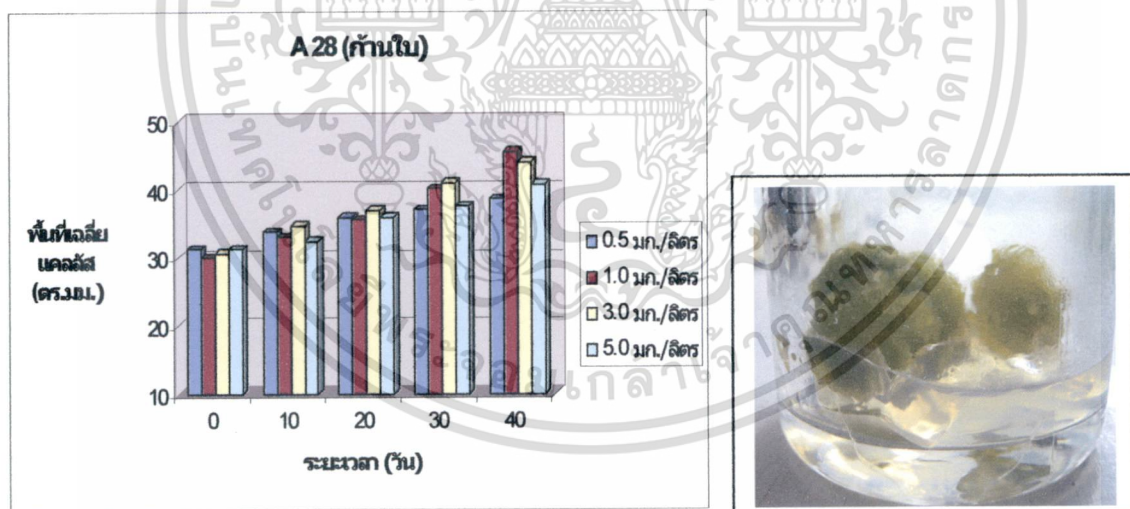 A 28 (ก้านใบ)
50
40
30
20
10
พื้นที่เฉลี่ย
แคลลัส
(ตร.มม.)
0 10 20 30 40
ระยะเวลา (วัน)
0.5 มก./ลิตร
1.0 มก./ลิตร
3.0 มก./ลิตร
5.0 มก./ลิตร